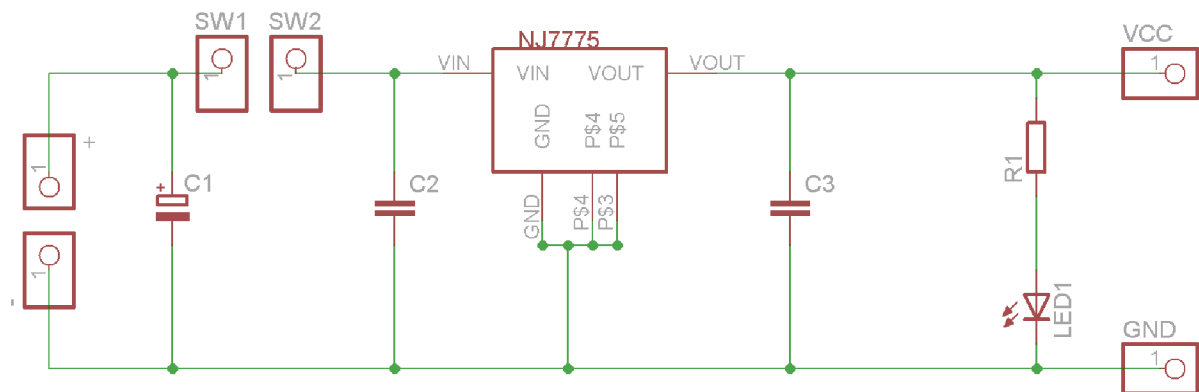 SW1
SW2
NJ7775
VCC
1
1
VIN
VIN
VOUT
VOUT
1
GND
P$4
P$5
+
1
+
C1
C2
C3
R1
GND
P$4
P$3
1
-
LED1
GND
1